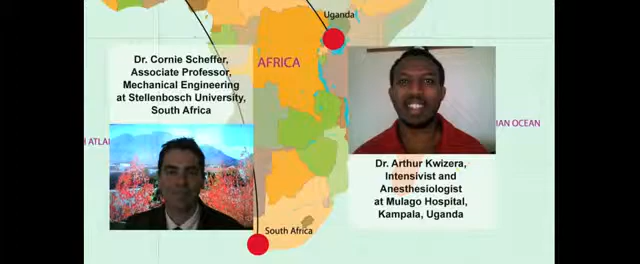 Uganda
Dr. Cornie Scheffer,
Associate Professor,
Mechanical Engineering
at Stellenbosch University,
South Africa
AFRICA
H ATLA
IAN OCEAN
Dr. Arthur Kwizera,
Intensivist and
Anesthesiologist
at Mulago Hospital,
Kampala, Uganda
South Africa